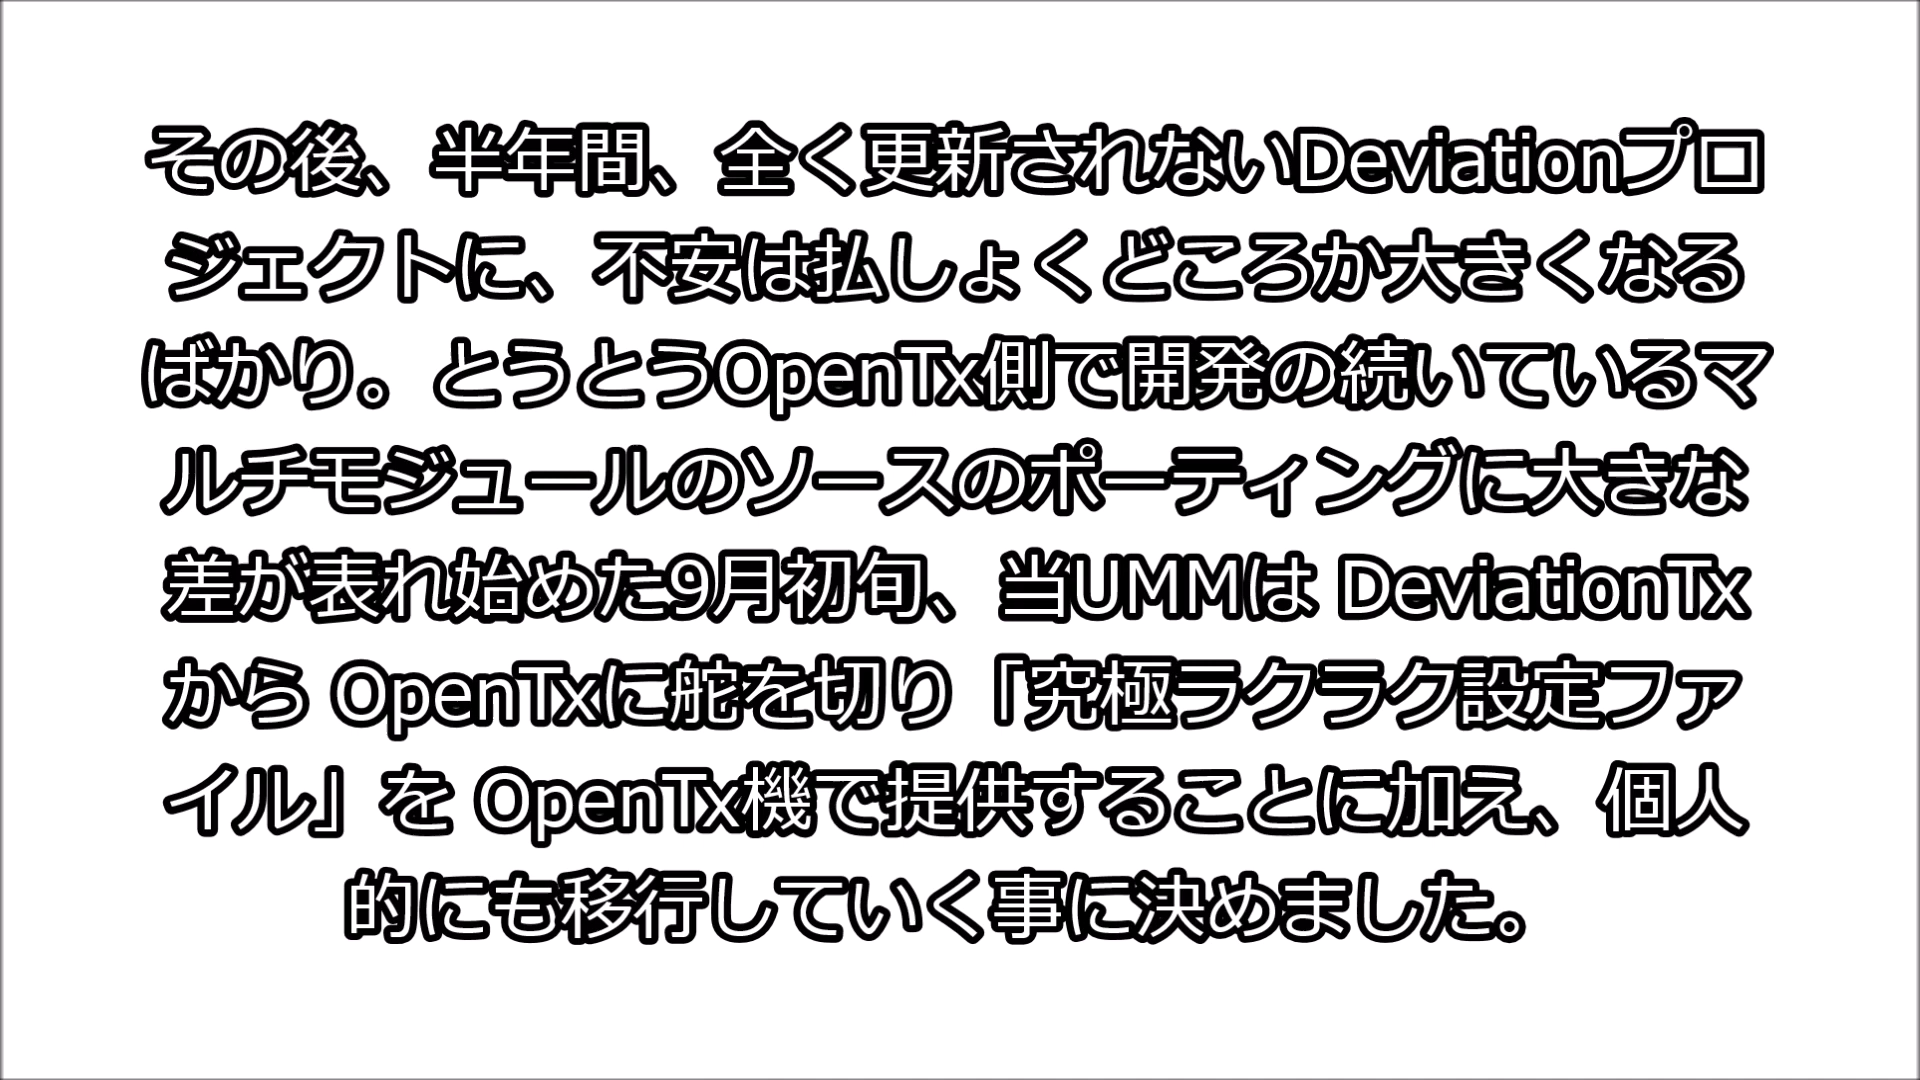 その後、半年間、全く更新されないDeviationプロ
ジェクトに、不安は払しょくどころか大きくなる
ばかり。とうとうOpenTx側で開発の続いているマ
ルチモジュールのソースのポーティングに大きな
差が表れ始めた9月初旬、当UMMは DeviationTx
から OpenTxに舵を切り「究極ラクラク設定ファ
イル」を OpenTx機で提供することに加え、個人
的にも移行していく事に決めました。